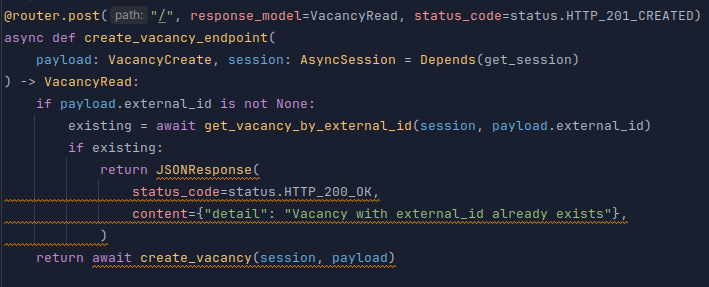 @router.post( path: "/", response_model=VacancyRead, status_code=status.HTTP_201_CREATED)
async def create_vacancy_endpoint(
    payload: VacancyCreate, session: AsyncSession = Depends(get_session)
) -> VacancyRead:
    if payload.external_id is not None:
        existing = await get_vacancy_by_external_id(session, payload.external_id)
        if existing:
            return JSONResponse(
                status_code=status.HTTP_200_OK,
                content={"detail": "Vacancy with external_id already exists"},
            )
    return await create_vacancy(session, payload)